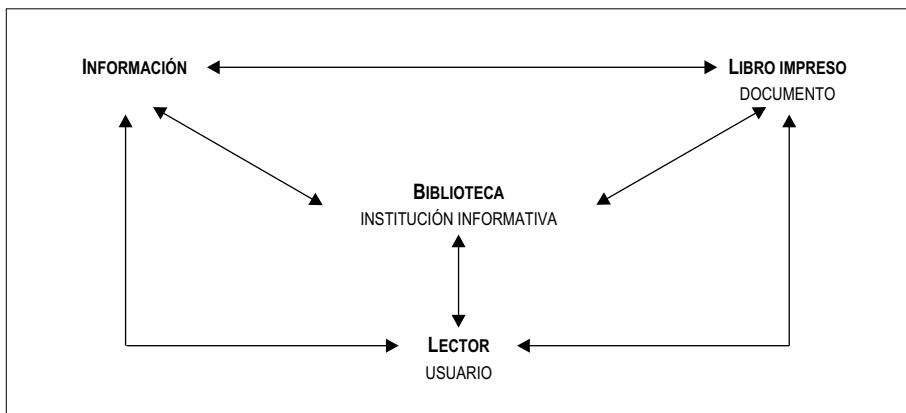 INFORMACIÓN
LIBRO IMPRESO
DOCUMENTO
BIBLIOTECA
INSTITUCIÓN INFORMATIVA
LECTOR
USUARIO